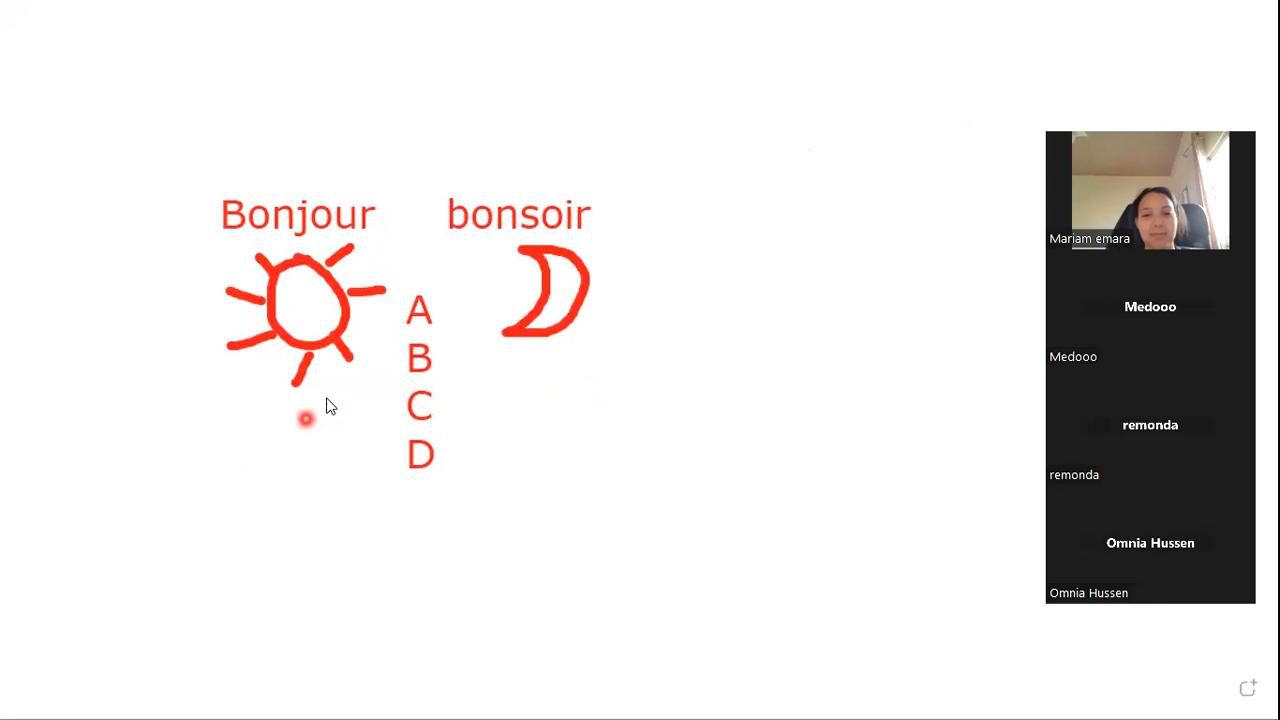 Bonjour bonsoir
A
B
C
D
Mariam emara
Medooo
Medooo
remonda
remonda
Omnia Hussen
Omnia Hussen